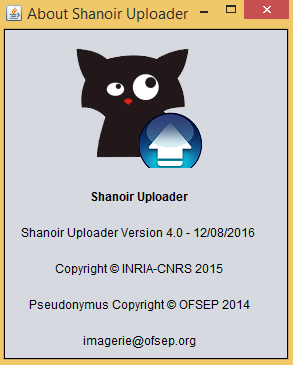 About Shanoir Uploader
Shanoir Uploader
Shanoir Uploader Version 4.0 - 12/08/2016
Copyright © INRIA-CNRS 2015
Pseudonymus Copyright © OFSEP 2014
imagerie@ofsep.org